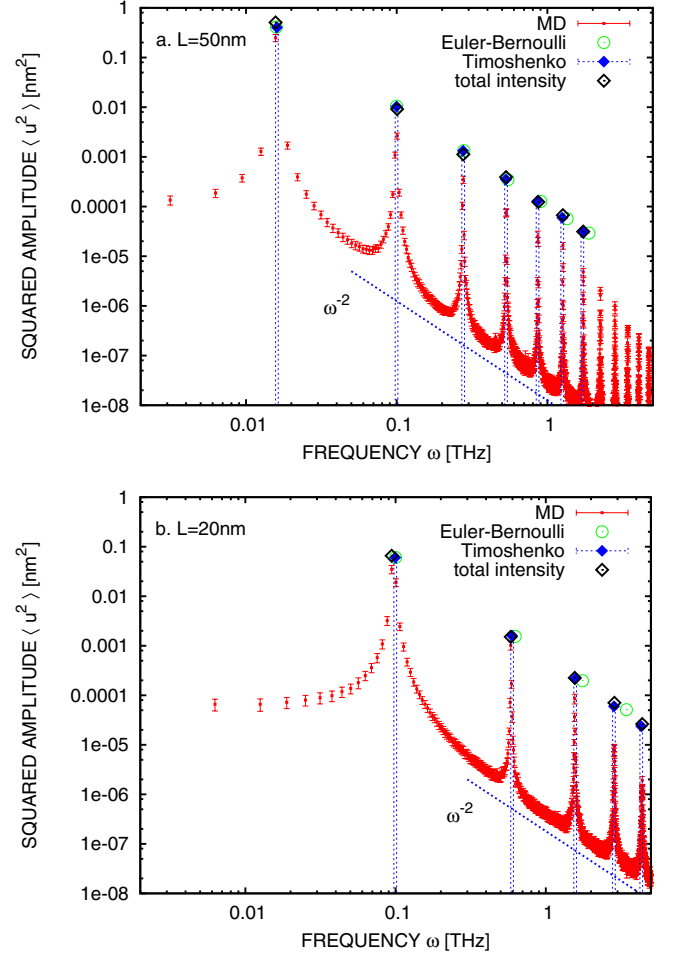 SQUARED AMPLITUDE ⟨ u² ⟩ [nm²]
1
0.1
0.01
0.001
0.0001
1e-05
1e-06
1e-07
1e-08
a. L=50nm
MD
Euler-Bernoulli
Timoshenko
total intensity
ω⁻²
0.01
0.1
1
FREQUENCY ω [THz]
SQUARED AMPLITUDE ⟨ u² ⟩ [nm²]
1
0.1
0.01
0.001
0.0001
1e-05
1e-06
1e-07
1e-08
b. L=20nm
MD
Euler-Bernoulli
Timoshenko
total intensity
ω⁻²
0.01
0.1
1
FREQUENCY ω [THz]